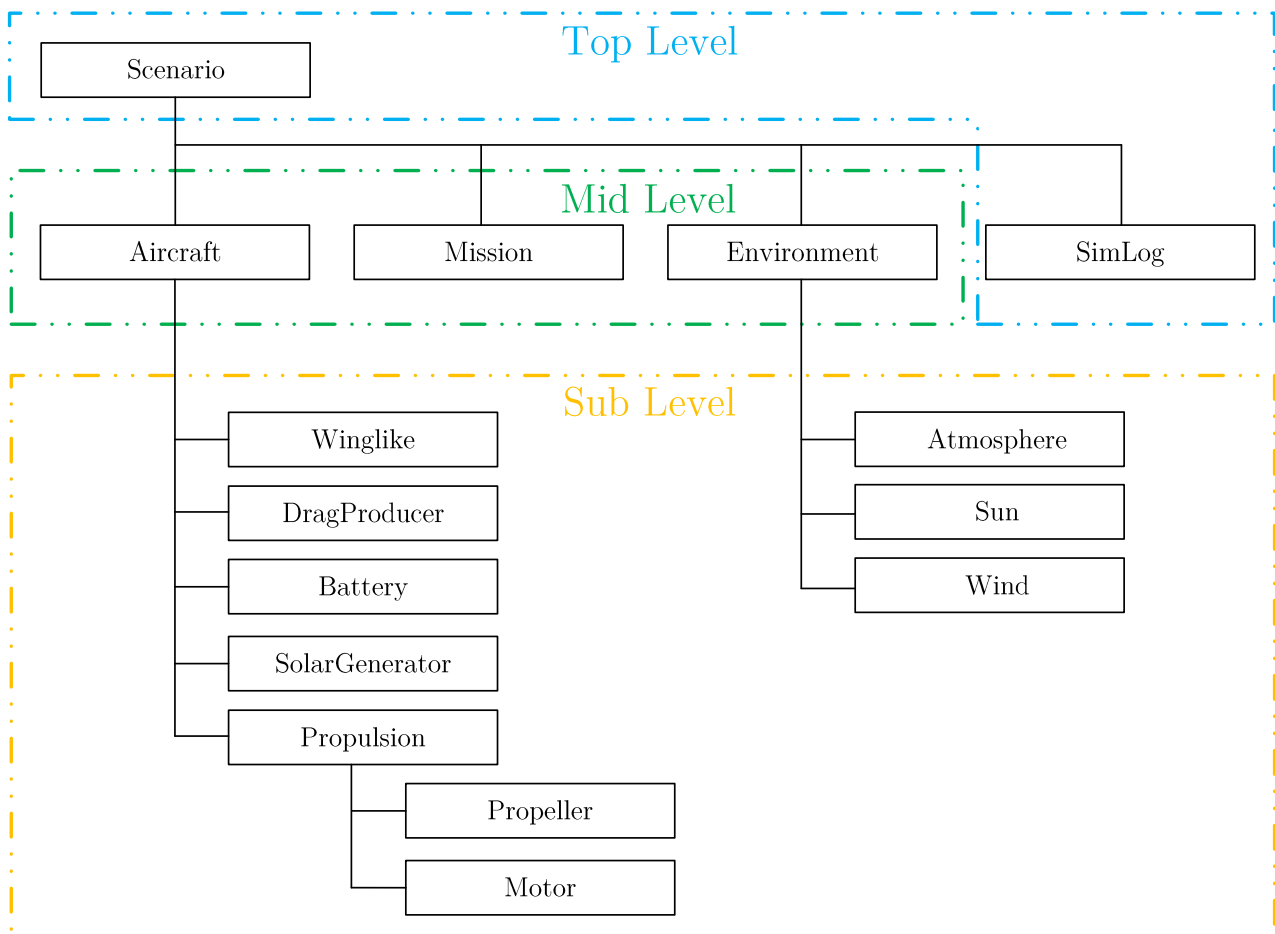 Top Level
Scenario
Mid Level
Aircraft
Mission
Environment
SimLog
Sub Level
Winglike
DragProducer
Battery
SolarGenerator
Propulsion
Propeller
Motor
Atmosphere
Sun
Wind